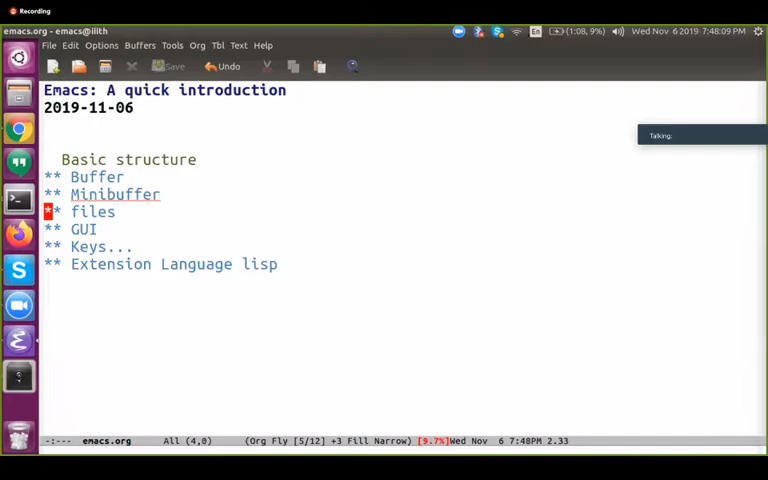 Recording
emacs.org - emacs@ilith
En
(1:08, 9%)
Wed Nov 6 2019 7:48:09 PM
File Edit Options Buffers Tools Org Tbl Text Help
Save
Undo
Emacs: A quick introduction
2019-11-06
Talking:
Basic structure
** Buffer
** Minibuffer
** files
** GUI
** Keys...
** Extension Language lisp
-:--- emacs.org All (4,0) (Org Fly [5/12] +3 Fill Narrow) [9.7%]Wed Nov 6 7:48PM 2.33